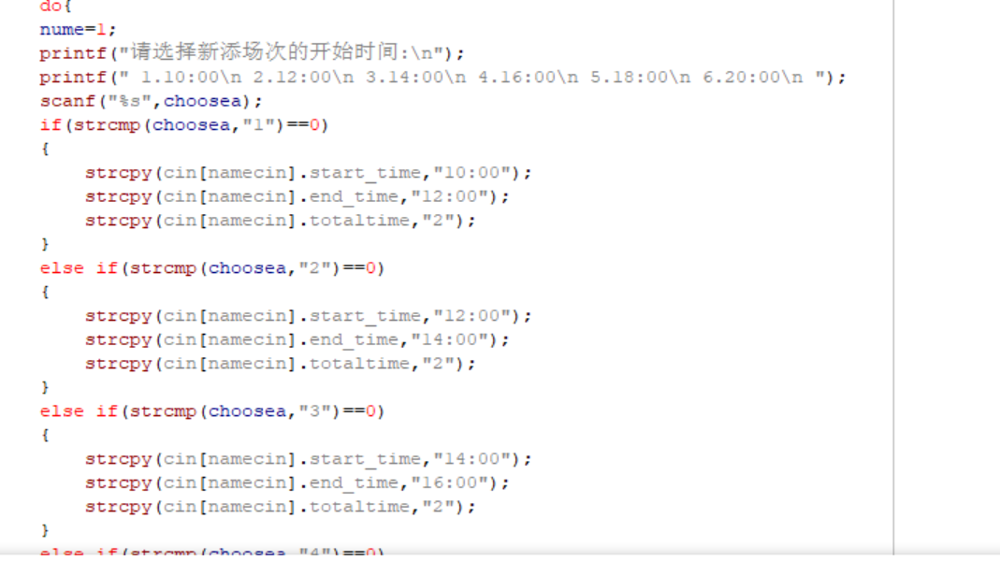 do{
nume=1;
printf("请选择新添场次的开始时间:\n");
printf(" 1.10:00\n 2.12:00\n 3.14:00\n 4.16:00\n 5.18:00\n 6.20:00\n ");
scanf("%s",choosea);
if(strcmp(choosea,"1")==0)
{
strcpy(cin[namecin].start_time,"10:00");
strcpy(cin[namecin].end_time,"12:00");
strcpy(cin[namecin].totaltime,"2");
}
else if(strcmp(choosea,"2")==0)
{
strcpy(cin[namecin].start_time,"12:00");
strcpy(cin[namecin].end_time,"14:00");
strcpy(cin[namecin].totaltime,"2");
}
else if(strcmp(choosea,"3")==0)
{
strcpy(cin[namecin].start_time,"14:00");
strcpy(cin[namecin].end_time,"16:00");
strcpy(cin[namecin].totaltime,"2");
}
else if(strcmp(choosea,"4")==0)